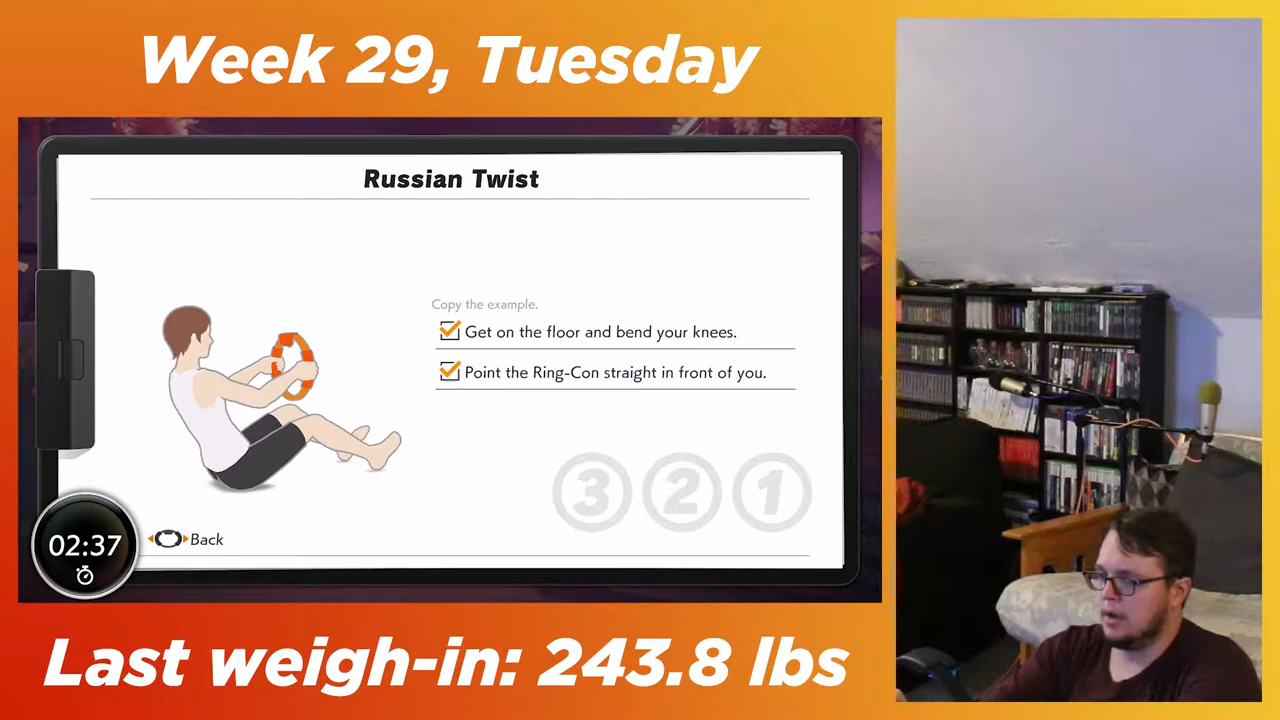 Week 29, Tuesday
Russian Twist
Copy the example.
Get on the floor and bend your knees.
Point the Ring-Con straight in front of you.
3 2 1
02:37
Back
Last weigh-in: 243.8 lbs